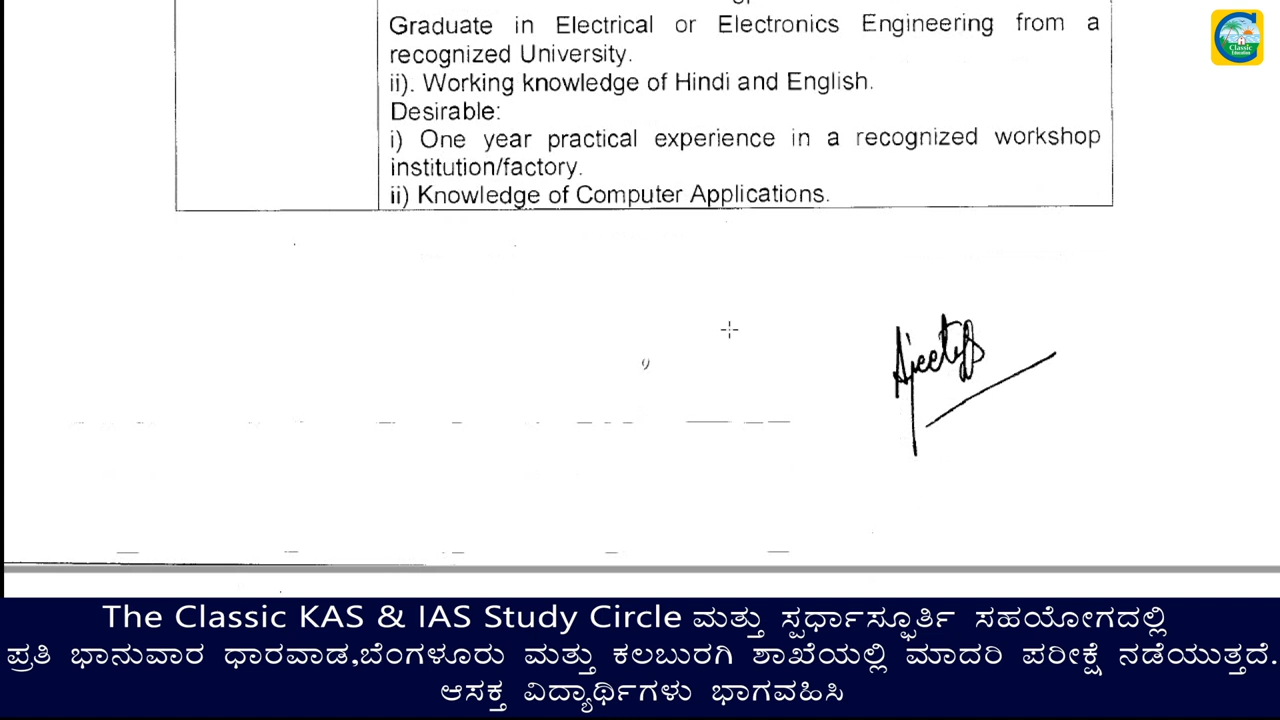 Graduate in Electrical or Electronics Engineering from a
recognized University.
ii). Working knowledge of Hindi and English.
Desirable:
i) One year practical experience in a recognized workshop
institution/factory.
ii) Knowledge of Computer Applications.
Classic
Education
The Classic KAS & IAS Study Circle ಮತ್ತು ಸ್ಪರ್ಧಾಸ್ಫೂರ್ತಿ ಸಹಯೋಗದಲ್ಲಿ
ಪ್ರತಿ ಭಾನುವಾರ ಧಾರವಾಡ,ಬೆಂಗಳೂರು ಮತ್ತು ಕಲಬುರಗಿ ಶಾಖೆಯಲ್ಲಿ ಮಾದರಿ ಪರೀಕ್ಷೆ ನಡೆಯುತ್ತದೆ.
ಆಸಕ್ತ ವಿದ್ಯಾರ್ಥಿಗಳು ಭಾಗವಹಿಸಿ